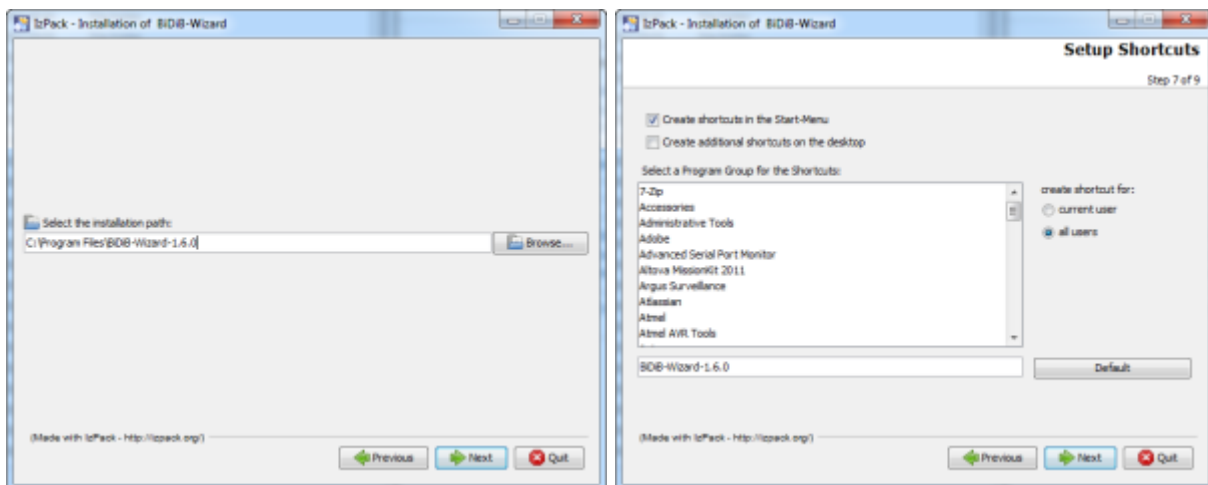 IzPack - Installation of BiDiB-Wizard
Select the installation path:
C:\Program Files\BiDiB-Wizard-1.6.0
Browse...
(Made with IzPack - http://izpack.org/)
Previous
Next
Quit
IzPack - Installation of BiDiB-Wizard
Setup Shortcuts
Step 7 of 9
Create shortcuts in the Start-Menu
Create additional shortcuts on the desktop
Select a Program Group for the Shortcuts:
7-Zip
Accessories
Administrative Tools
Adobe
Advanced Serial Port Monitor
Altova MissionKit 2011
Argus Surveillance
Atlassian
Atmel
Atmel AVR Tools
create shortcut for:
current user
all users
BiDiB-Wizard-1.6.0
Default
(Made with IzPack - http://izpack.org/)
Previous
Next
Quit